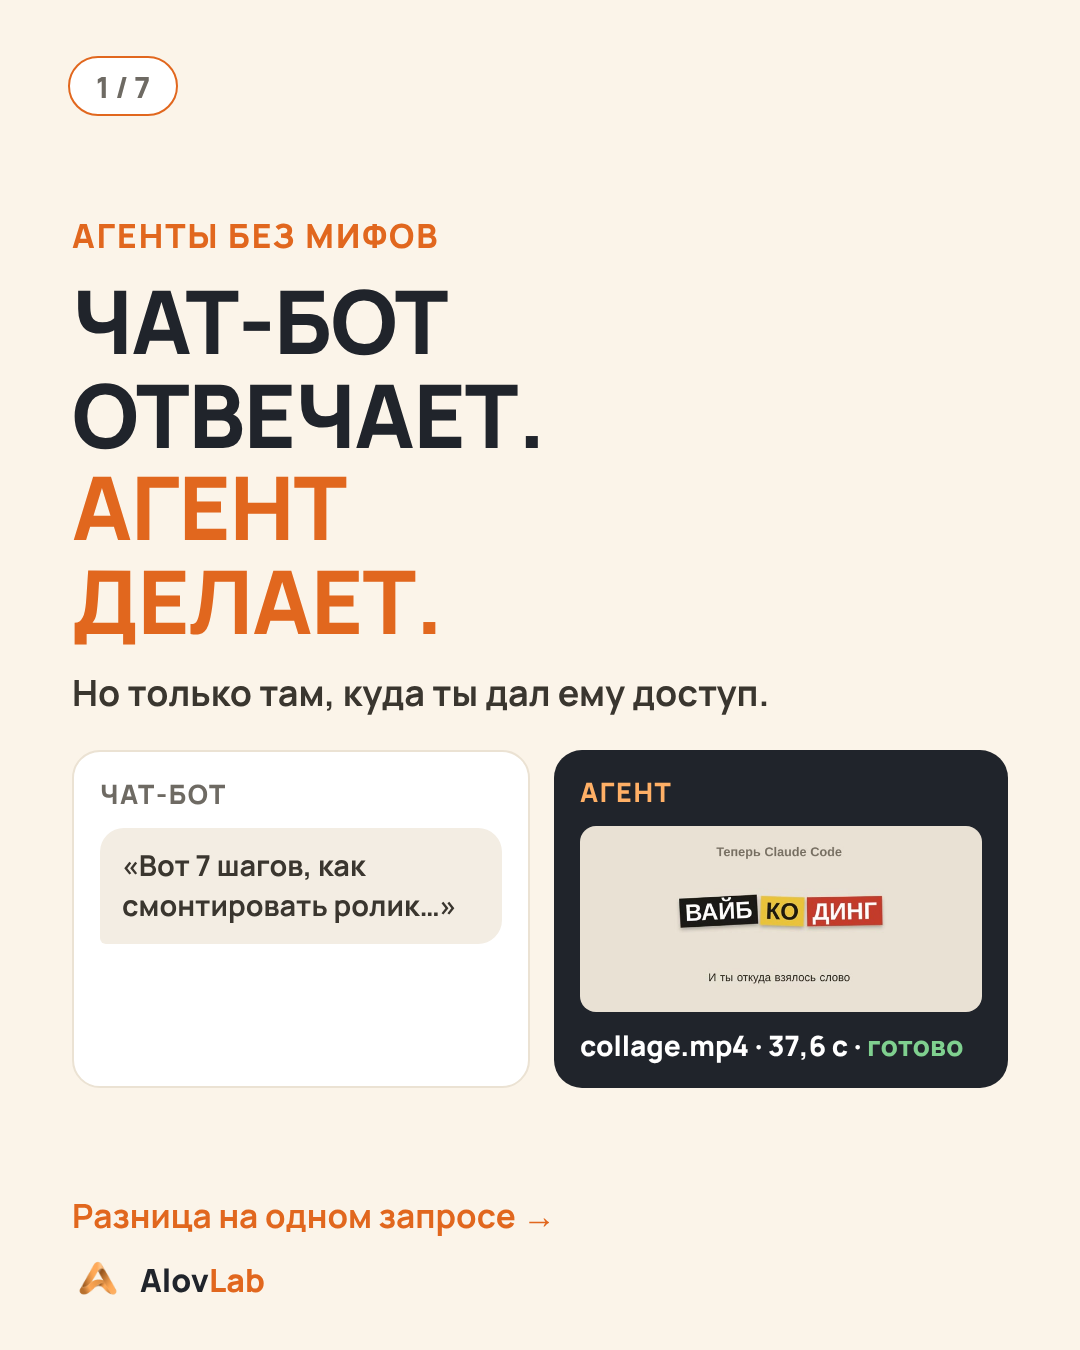 1 / 7
АГЕНТЫ БЕЗ МИФОВ
ЧАТ-БОТ
ОТВЕЧАЕТ.
АГЕНТ
ДЕЛАЕТ.
Но только там, куда ты дал ему доступ.
ЧАТ-БОТ
«Вот 7 шагов, как
смонтировать ролик...»
АГЕНТ
Теперь Claude Code
ВАЙБ КО ДИНГ
И ты откуда взялось слово
collage.mp4 · 37,6 с · готово
Разница на одном запросе →
AlovLab